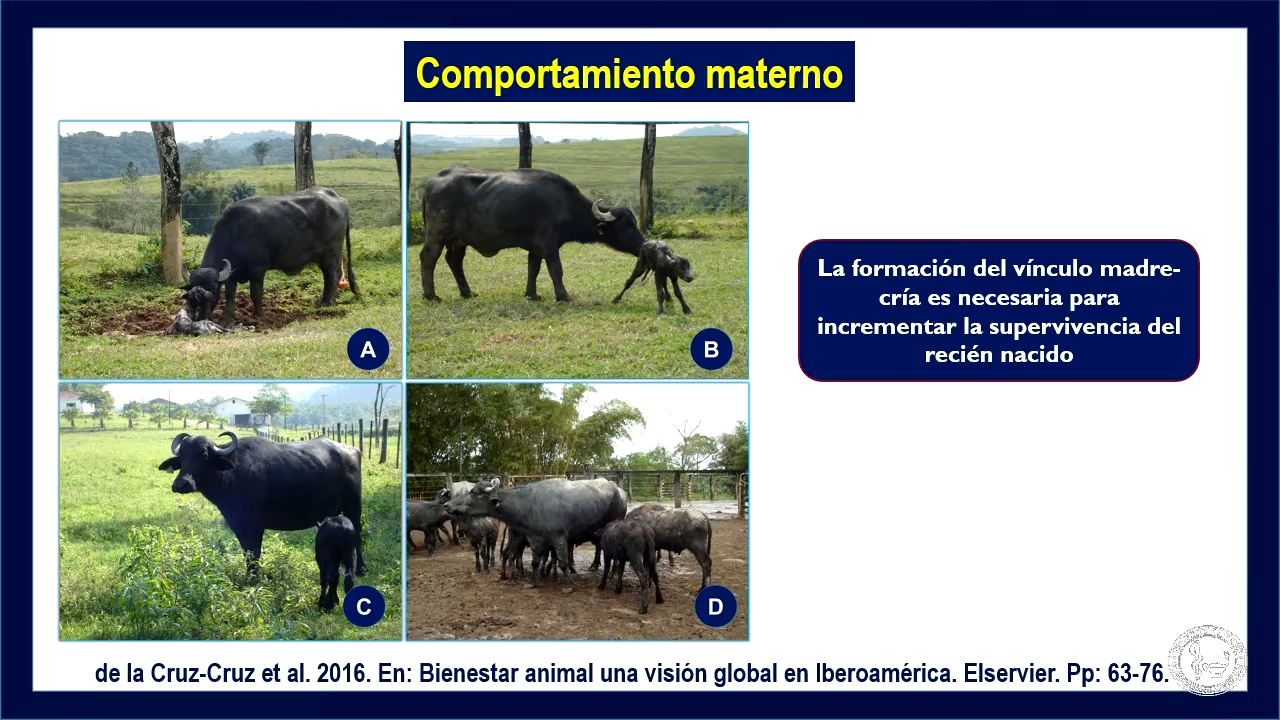 Comportamiento materno
A
B
La formación del vínculo madre-
cría es necesaria para
incrementar la supervivencia del
recién nacido
C
D
de la Cruz-Cruz et al. 2016. En: Bienestar animal una visión global en Iberoamérica. Elservier. Pp: 63-76.